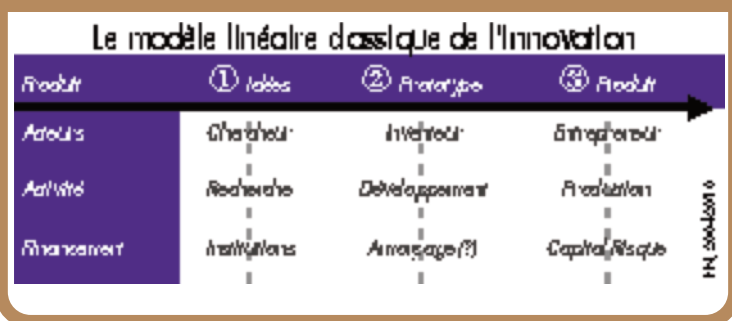 Le modèle linéaire classique de l'Innovation
Produit ① Idées ② Prototype ③ Produit
Acteurs Chercheur Inventeur Entrepreneur
Activité Recherche Développement Production
Financement Institutions Amorçage(?) Capital Risque